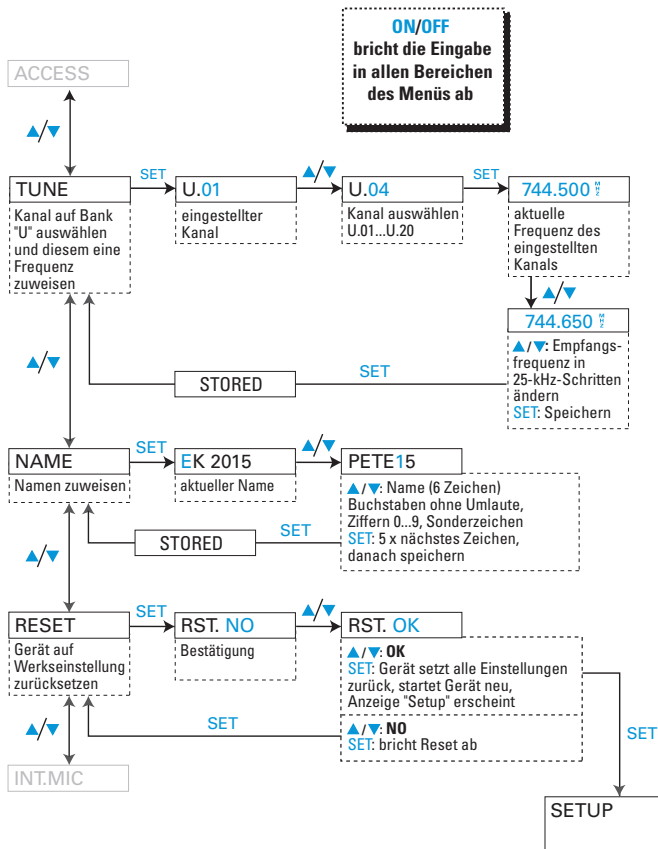 ON/OFF
bricht die Eingabe
in allen Bereichen
des Menüs ab
ACCESS
▲/▼
TUNE
Kanal auf Bank
"U" auswählen
und diesem eine
Frequenz
zuweisen
SET
U.01
eingestellter
Kanal
▲/▼
U.04
Kanal auswählen
U.01...U.20
SET
744.500 MHz
aktuelle
Frequenz des
eingestellten
Kanals
▲/▼
744.650 MHz
▲/▼: Empfangs-
frequenz in
25-kHz-Schritten
ändern
SET: Speichern
SET
STORED
▲/▼
NAME
Namen zuweisen
SET
EK 2015
aktueller Name
▲/▼
PETE15
▲/▼: Name (6 Zeichen)
Buchstaben ohne Umlaute,
Ziffern 0...9, Sonderzeichen
SET: 5 x nächstes Zeichen,
danach speichern
SET
STORED
▲/▼
RESET
Gerät auf
Werkseinstellung
zurücksetzen
SET
RST. NO
Bestätigung
▲/▼
RST. OK
▲/▼: OK
SET: Gerät setzt alle Einstellungen
zurück, startet Gerät neu,
Anzeige "Setup" erscheint
▲/▼: NO
SET: bricht Reset ab
SET
SET
▲/▼
INT.MIC
SETUP